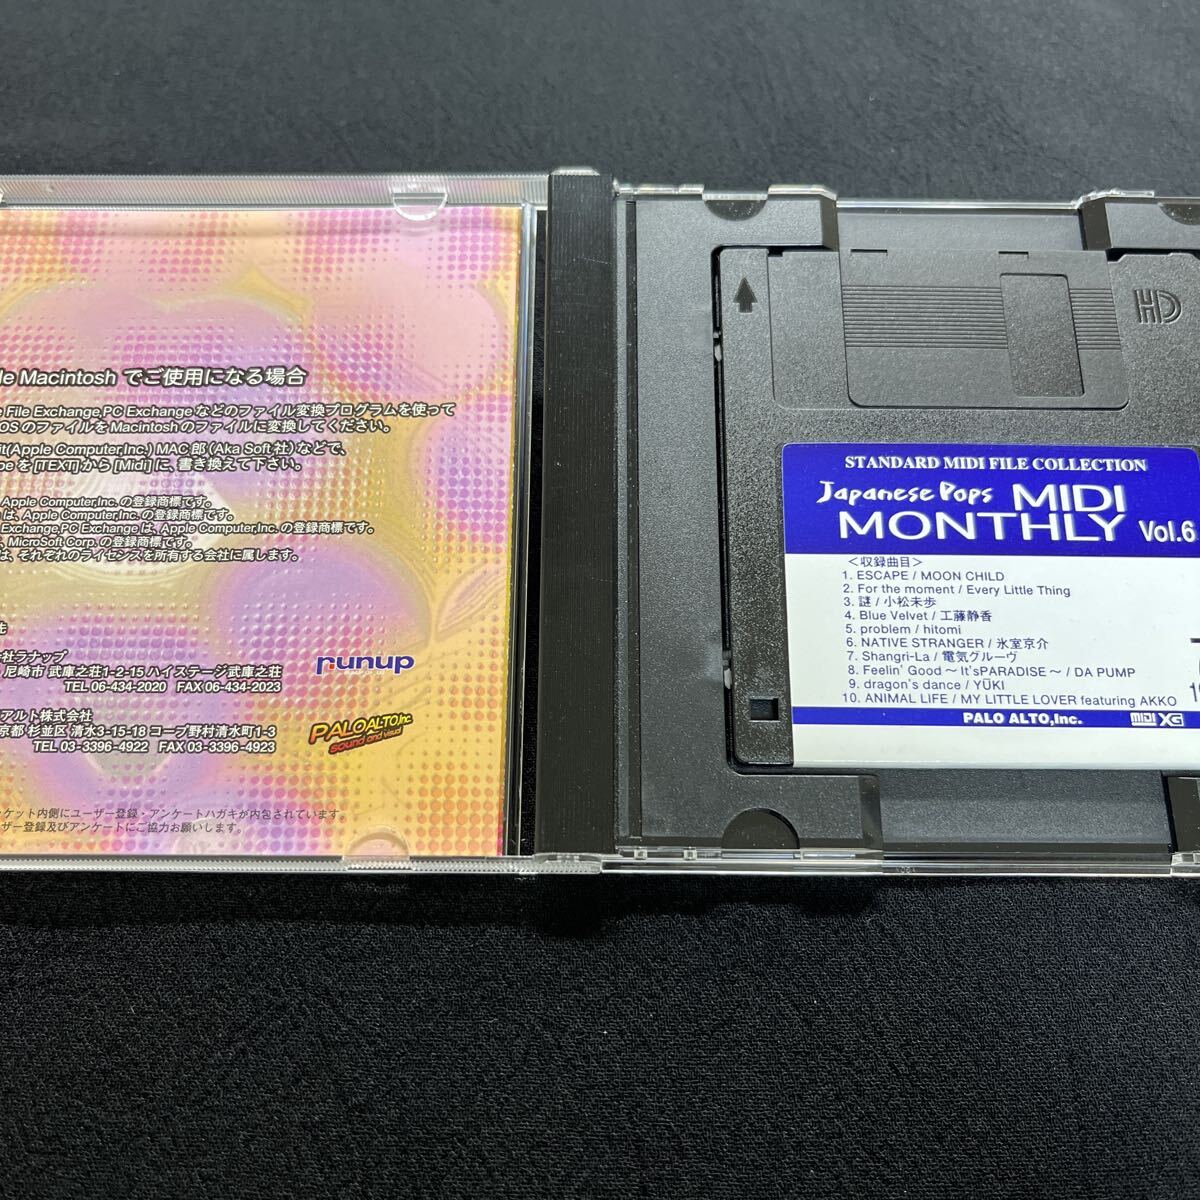 le Macintosh でご使用になる場合
File Exchange,PC Exchange などのファイル変換プログラムを使って
OSのファイルをMacintoshのファイルに変換してください。
it(Apple Computer,Inc.) MAC郎 (Aka Soft 社) などで、
pe を [TEXT] から [Midi] に、書き換えて下さい。
Apple Computer,Inc. の登録商標です。
は、Apple Computer,Inc. の登録商標です。
Exchange,PC Exchange は、Apple Computer,Inc. の登録商標です。
MicroSoft Corp. の登録商標です。
は、それぞれのライセンスを所有する会社に属します。
先
社ラナップ
尼崎市 武庫之荘1-2-15 ハイステージ武庫之荘
TEL 06-434-2020 FAX 06-434-2023
runup
アルト株式会社
京都 杉並区 清水3-15-18 コープ野村清水町1-3
TEL 03-3396-4922 FAX 03-3396-4923
PALO ALTO,Inc.
sound and visual
ケット内側にユーザー登録・アンケートハガキが内包されています。
ザー登録及びアンケートにご協力お願いします。
HD
STANDARD MIDI FILE COLLECTION
Japanese Pops MIDI
MONTHLY Vol.6
＜収録曲目＞
1. ESCAPE / MOON CHILD
2. For the moment / Every Little Thing
3. 謎 / 小松未歩
4. Blue Velvet / 工藤静香
5. problem / hitomi
6. NATIVE STRANGER / 氷室京介
7. Shangri-La / 電気グルーヴ
8. Feelin' Good ～ It'sPARADISE ～ / DA PUMP
9. dragon's dance / YŪKI
10. ANIMAL LIFE / MY LITTLE LOVER featuring AKKO
PALO ALTO,Inc.
MIDI XG